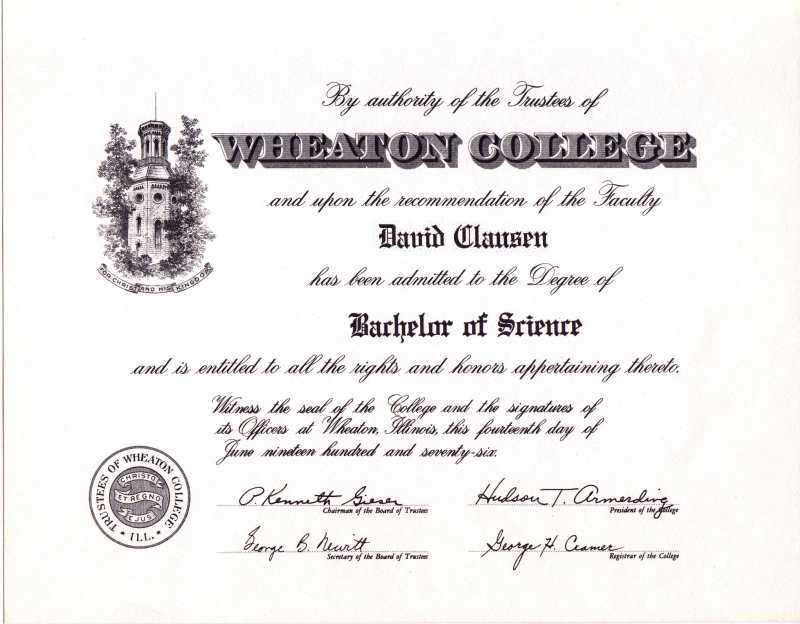 By authority of the Trustees of
WHEATON COLLEGE
and upon the recommendation of the Faculty
David Clausen
has been admitted to the Degree of
Bachelor of Science
and is entitled to all the rights and honors appertaining thereto.
Witness the seal of the College and the signatures of
its Officers at Wheaton, Illinois, this fourteenth day of
June nineteen hundred and seventy-six.
FOR CHRIST AND HIS KINGDOM
TRUSTEES OF WHEATON COLLEGE
• ILL. •
CHRISTO
ET REGNO
EJUS
P. Kenneth Gieser
Chairman of the Board of Trustees
Hudson T. Armerding
President of the College
George B. Newitt
Secretary of the Board of Trustees
George H. Cramer
Registrar of the College